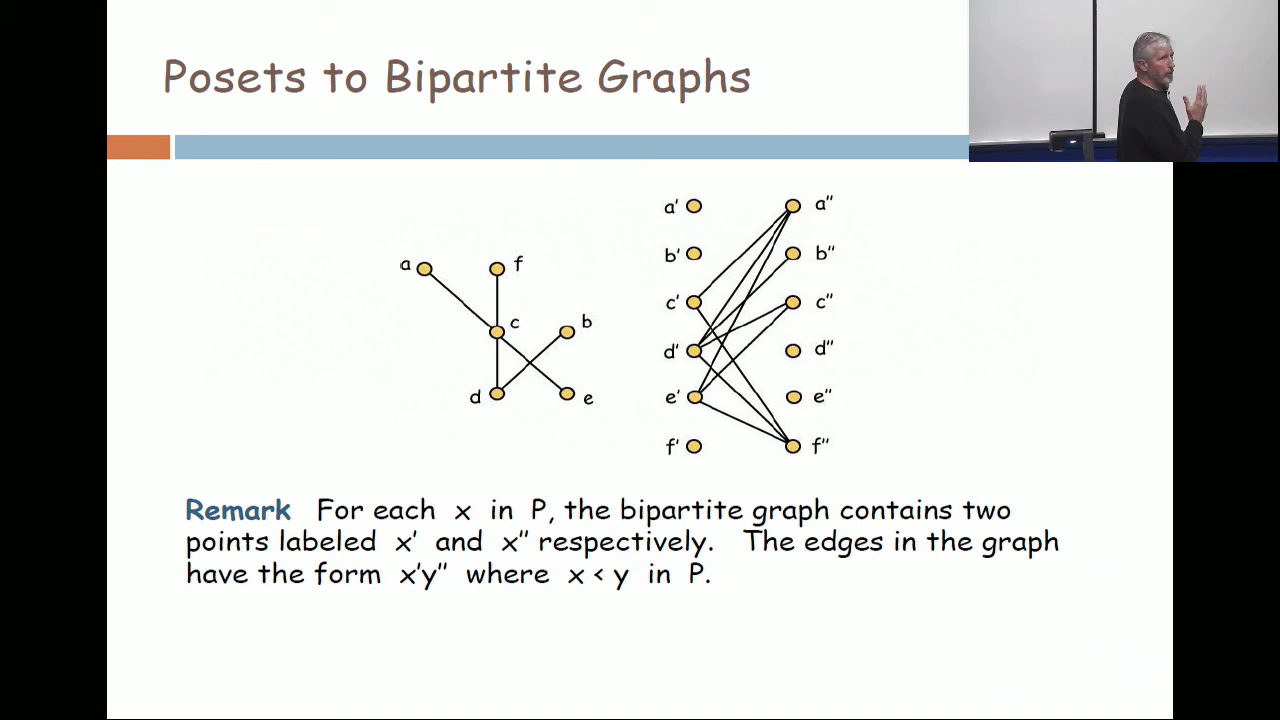 Posets to Bipartite Graphs
a f
c b
d e
a′ a″
b′ b″
c′ c″
d′ d″
e′ e″
f′ f″
Remark For each x in P, the bipartite graph contains two
points labeled x′ and x″ respectively. The edges in the graph
have the form x′y″ where x < y in P.